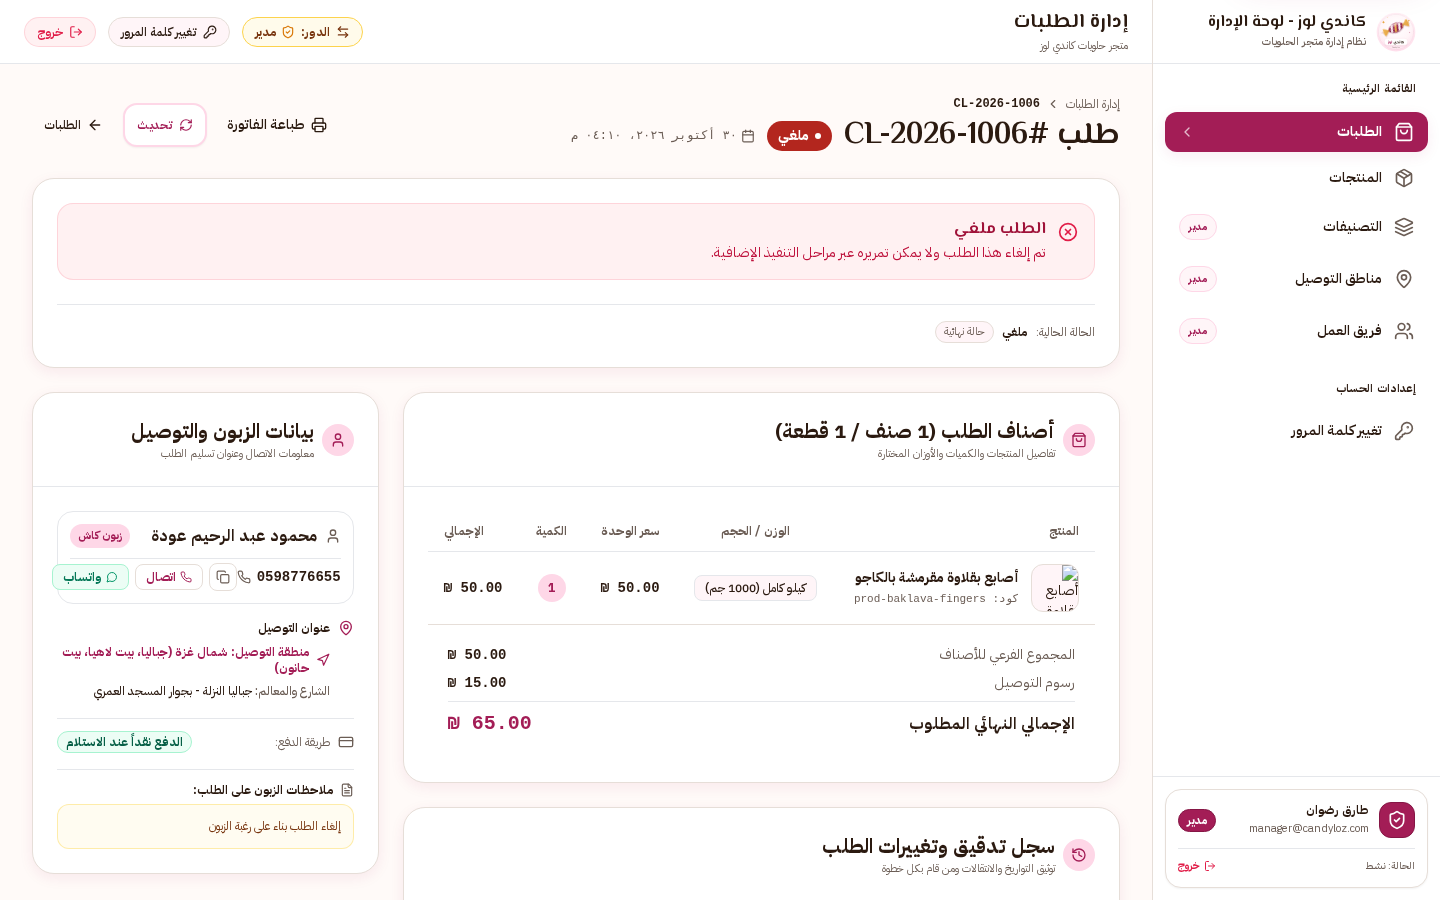 كاندي لوز - لوحة الإدارة
نظام إدارة متجر الحلويات
إدارة الطلبات
متجر حلويات كاندي لوز
الدور: مدير
تغيير كلمة المرور
خروج
القائمة الرئيسية
الطلبات
المنتجات
التصنيفات
مدير
مناطق التوصيل
مدير
فريق العمل
مدير
إعدادات الحساب
تغيير كلمة المرور
طارق رضوان
manager@candyloz.com
مدير
الحالة: نشط
خروج
إدارة الطلبات
CL-2026-1006
طلب #CL-2026-1006
ملغي
٣٠ أكتوبر ٢٠٢٦، ٠٤:١٠ م
طباعة الفاتورة
تحديث
الطلبات
الطلب ملغي
تم إلغاء هذا الطلب ولا يمكن تمريره عبر مراحل التنفيذ الإضافية.
الحالة الحالية: ملغي
حالة نهائية
أصناف الطلب (1 صنف / 1 قطعة)
تفاصيل المنتجات والكميات والأوزان المختارة
المنتج
الوزن / الحجم
سعر الوحدة
الكمية
الإجمالي
أصابع
أصابع بقلاوة مقرمشة بالكاجو
كود: prod-baklava-fingers
كيلو كامل (1000 جم)
50.00 ₪
1
50.00 ₪
المجموع الفرعي للأصناف
50.00 ₪
رسوم التوصيل
15.00 ₪
الإجمالي النهائي المطلوب
65.00 ₪
سجل تدقيق وتغييرات الطلب
توثيق التواريخ والانتقالات ومن قام بكل خطوة
بيانات الزبون والتوصيل
معلومات الاتصال وعنوان تسليم الطلب
محمود عبد الرحيم عودة
زبون كاش
0598776655
اتصال
واتساب
عنوان التوصيل
منطقة التوصيل: شمال غزة (جباليا، بيت لاهيا، بيت
حانون)
الشارع والمعالم: جباليا النزلة - بجوار المسجد العمري
طريقة الدفع:
الدفع نقداً عند الاستلام
ملاحظات الزبون على الطلب:
إلغاء الطلب بناء على رغبة الزبون